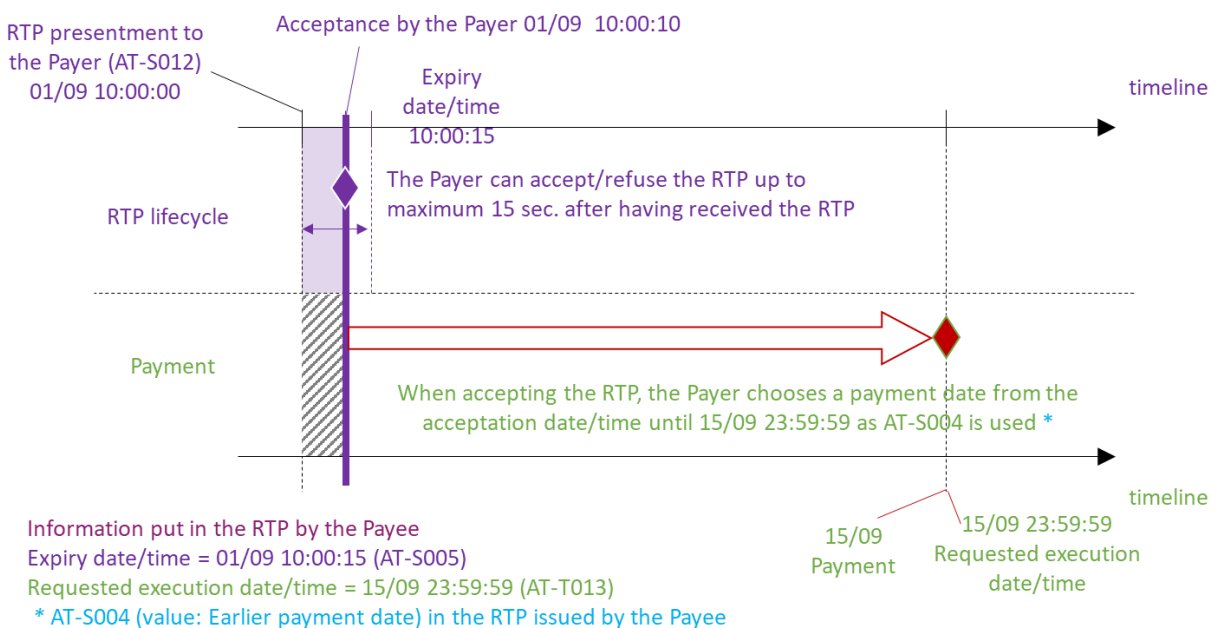 RTP presentment to
the Payer (AT-S012)
01/09 10:00:00
Acceptance by the Payer 01/09 10:00:10
Expiry
date/time
10:00:15
timeline
The Payer can accept/refuse the RTP up to
maximum 15 sec. after having received the RTP
RTP lifecycle
Payment
When accepting the RTP, the Payer chooses a payment date from the
acceptation date/time until 15/09 23:59:59 as AT-S004 is used *
timeline
15/09
Payment
15/09 23:59:59
Requested execution
date/time
Information put in the RTP by the Payee
Expiry date/time = 01/09 10:00:15 (AT-S005)
Requested execution date/time = 15/09 23:59:59 (AT-T013)
* AT-S004 (value: Earlier payment date) in the RTP issued by the Payee